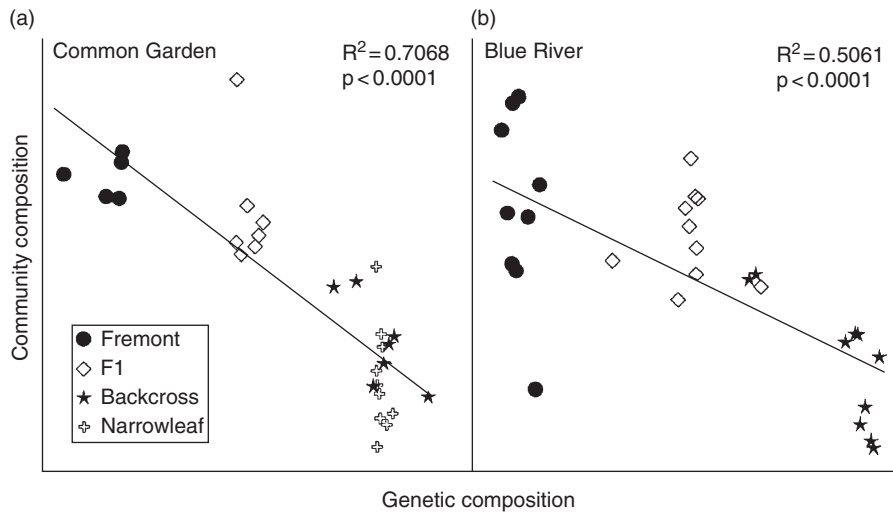 (a)
Common Garden
R² = 0.7068
p < 0.0001
(b)
Blue River
R² = 0.5061
p < 0.0001
Community composition
Fremont
F1
Backcross
Narrowleaf
Genetic composition